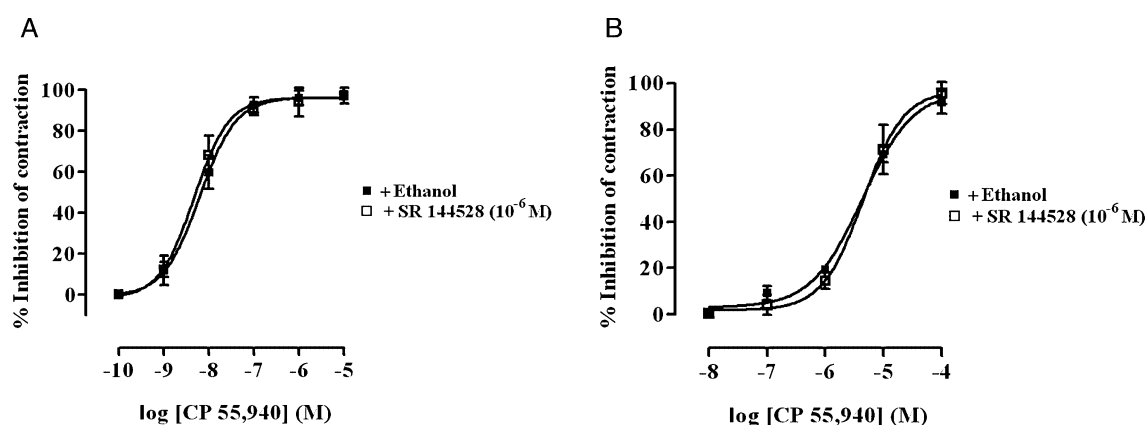 A
% Inhibition of contraction
100
80
60
40
20
0
-10 -9 -8 -7 -6 -5
log [CP 55,940] (M)
+Ethanol
+ SR 144528 (10⁻⁶ M)
B
% Inhibition of contraction
100
80
60
40
20
0
-8 -7 -6 -5 -4
log [CP 55,940] (M)
+Ethanol
+ SR 144528 (10⁻⁶ M)